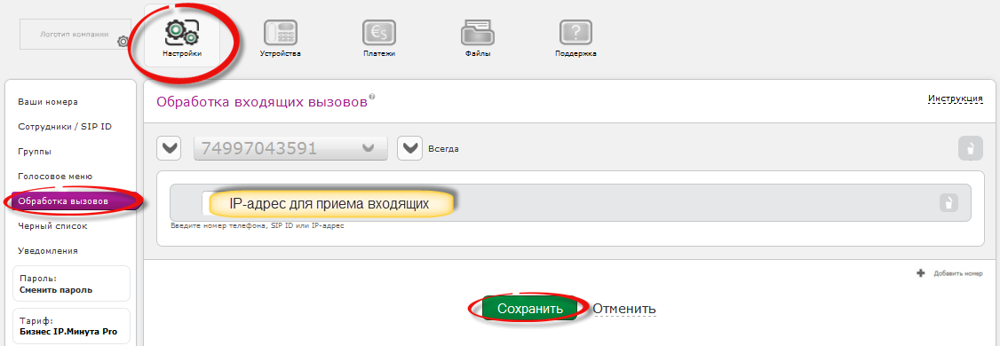 Логотип компании
Настройки
Устройства
Платежи
Файлы
Поддержка
Ваши номера
Сотрудники / SIP ID
Группы
Голосовое меню
Обработка вызовов
Черный список
Уведомления
Пароль:
Сменить пароль
Тариф:
Бизнес IP.Минута Pro
Обработка входящих вызовов ?
Инструкция
74997043591
Всегда
IP-адрес для приема входящих
Введите номер телефона, SIP ID или IP-адрес
Добавить номер
Сохранить
Отменить